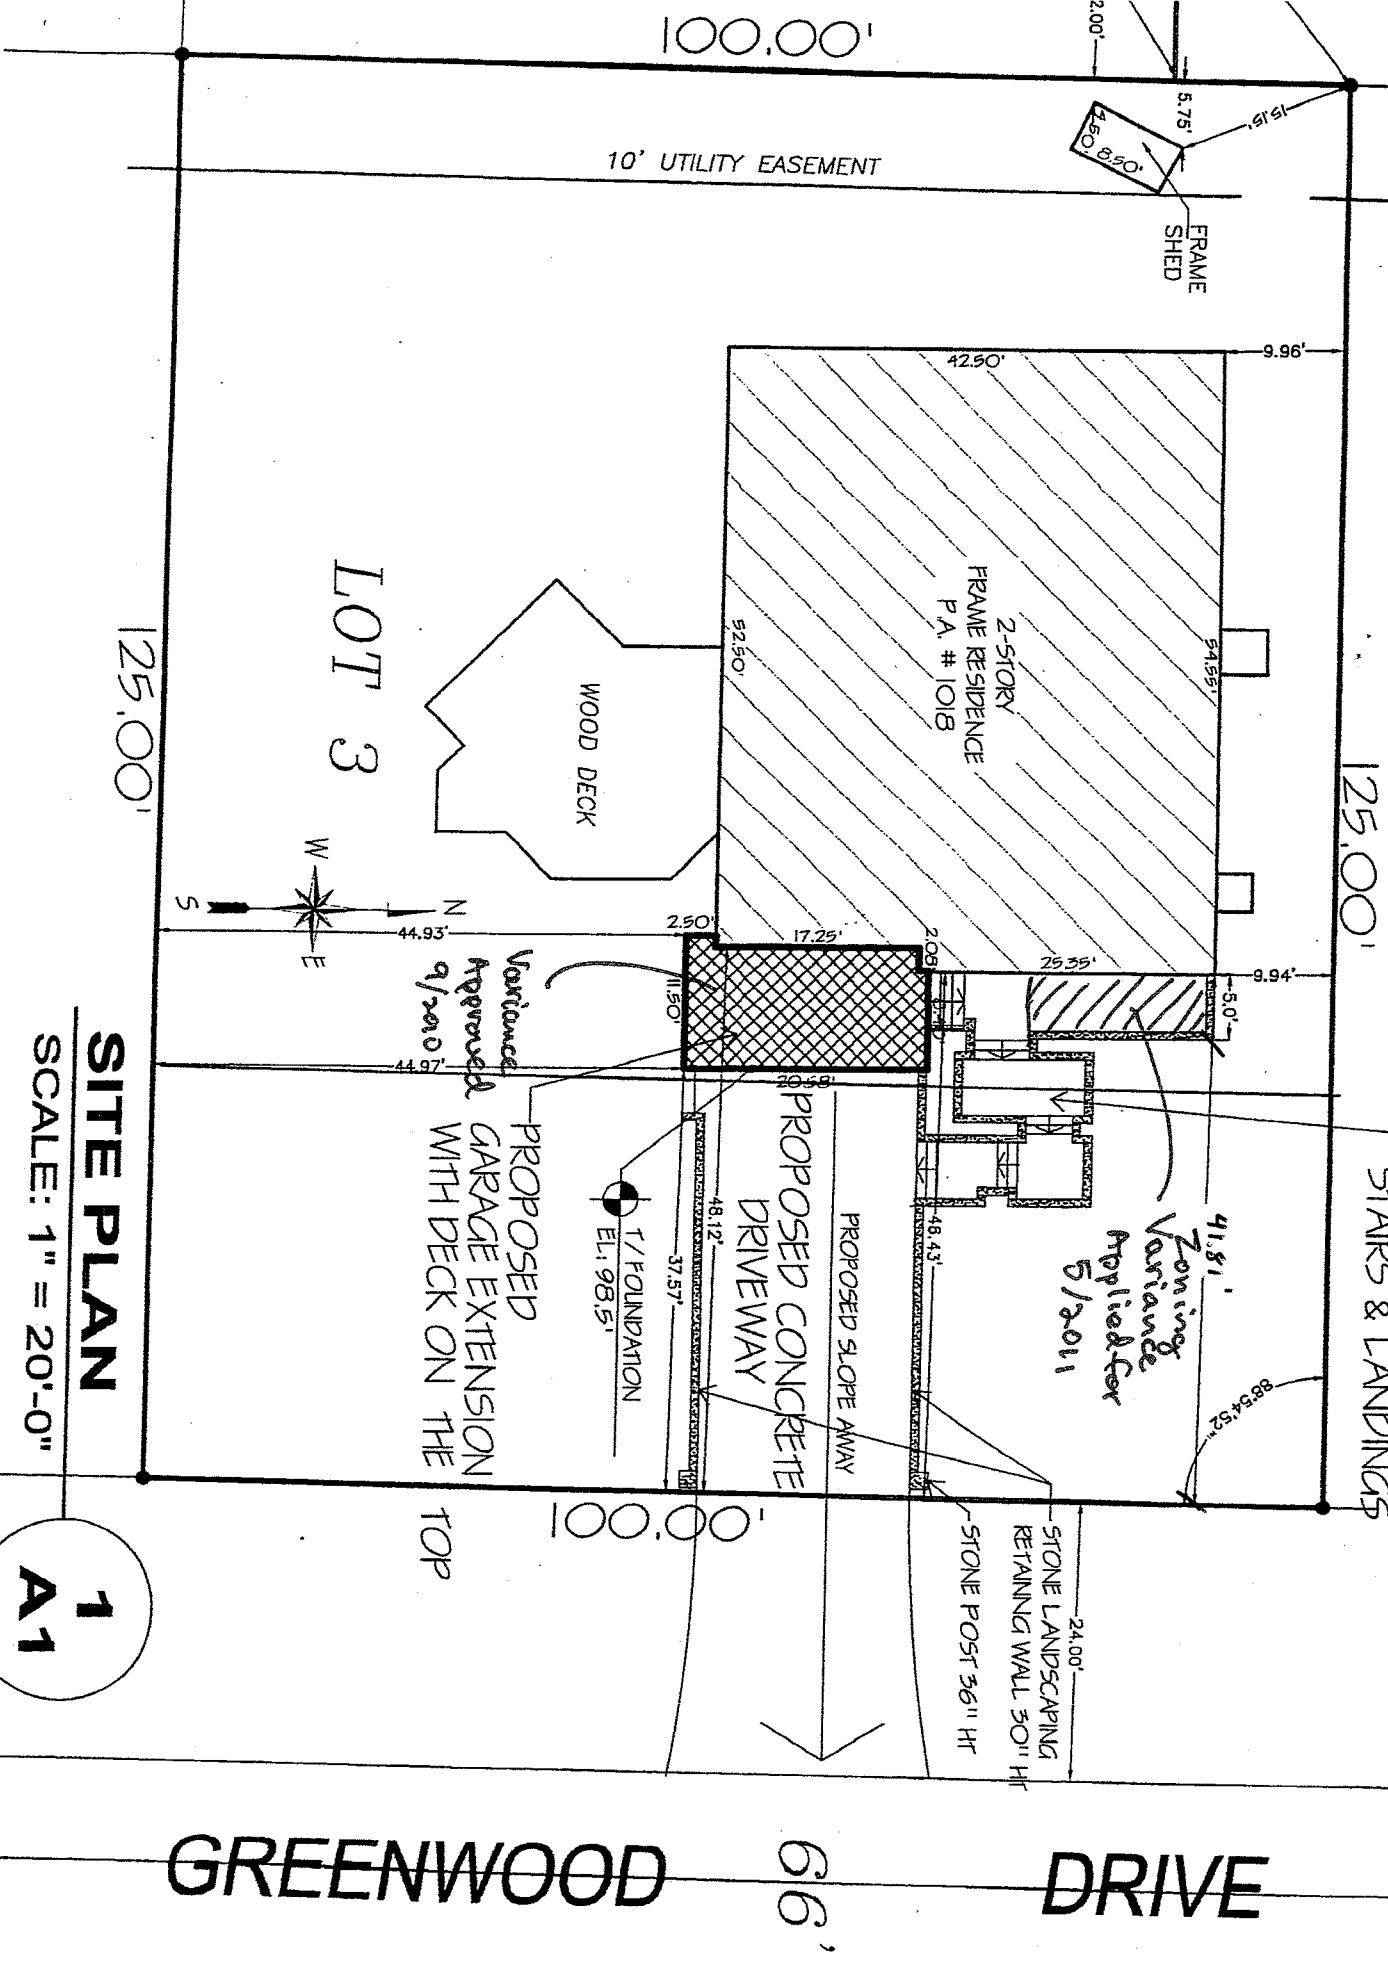 100.00'
2.00'
5.75'
15.15'
4.50'
8.50'
10' UTILITY EASEMENT
FRAME
SHED
9.96'
42.50'
2-STORY
FRAME RESIDENCE
P.A. # 1018
52.50'
54.55'
125.00'
125.00'
LOT 3
WOOD DECK
W
N
S
E
44.93'
2.50'
17.25'
2.08'
25.35'
9.94'
5.0'
11.50'
44.97'
20.58'
Variance
Approved
PROPOSED
GARAGE EXTENSION
WITH DECK ON THE TOP
T/FOUNDATION
EL.: 98.5'
37.57'
48.12'
PROPOSED CONCRETE
DRIVEWAY
PROPOSED SLOPE AWAY
48.43'
41.81'
Zoning
Variance
Applied for
5/2011
88°54'52"
STAIRS & LANDINGS
SITE PLAN
SCALE: 1" = 20'-0"
1
A1
100.00'
STONE POST 36" HT
STONE LANDSCAPING
RETAINING WALL 30" HT
24.00'
GREENWOOD 66' DRIVE